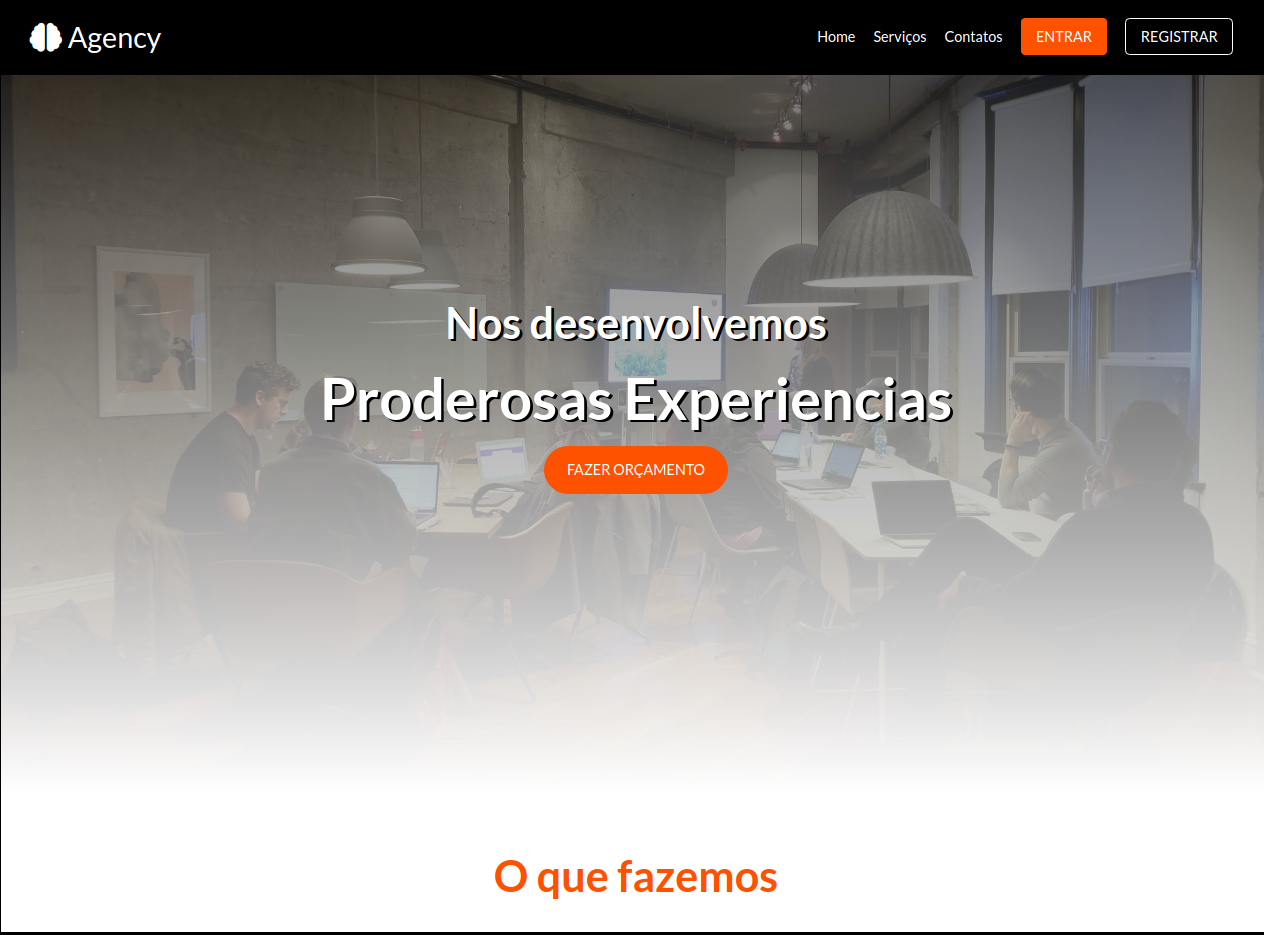 Agency
Home Serviços Contatos ENTRAR REGISTRAR
Nos desenvolvemos
Proderosas Experiencias
FAZER ORÇAMENTO
O que fazemos